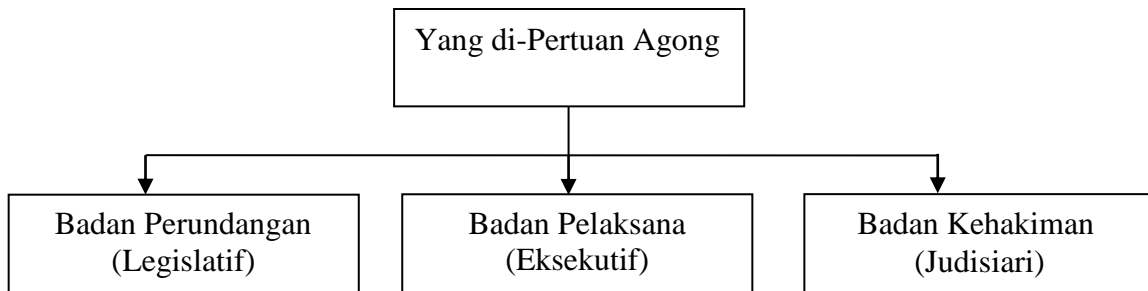 Yang di-Pertuan Agong
Badan Perundangan
(Legislatif)
Badan Pelaksana
(Eksekutif)
Badan Kehakiman
(Judisiari)